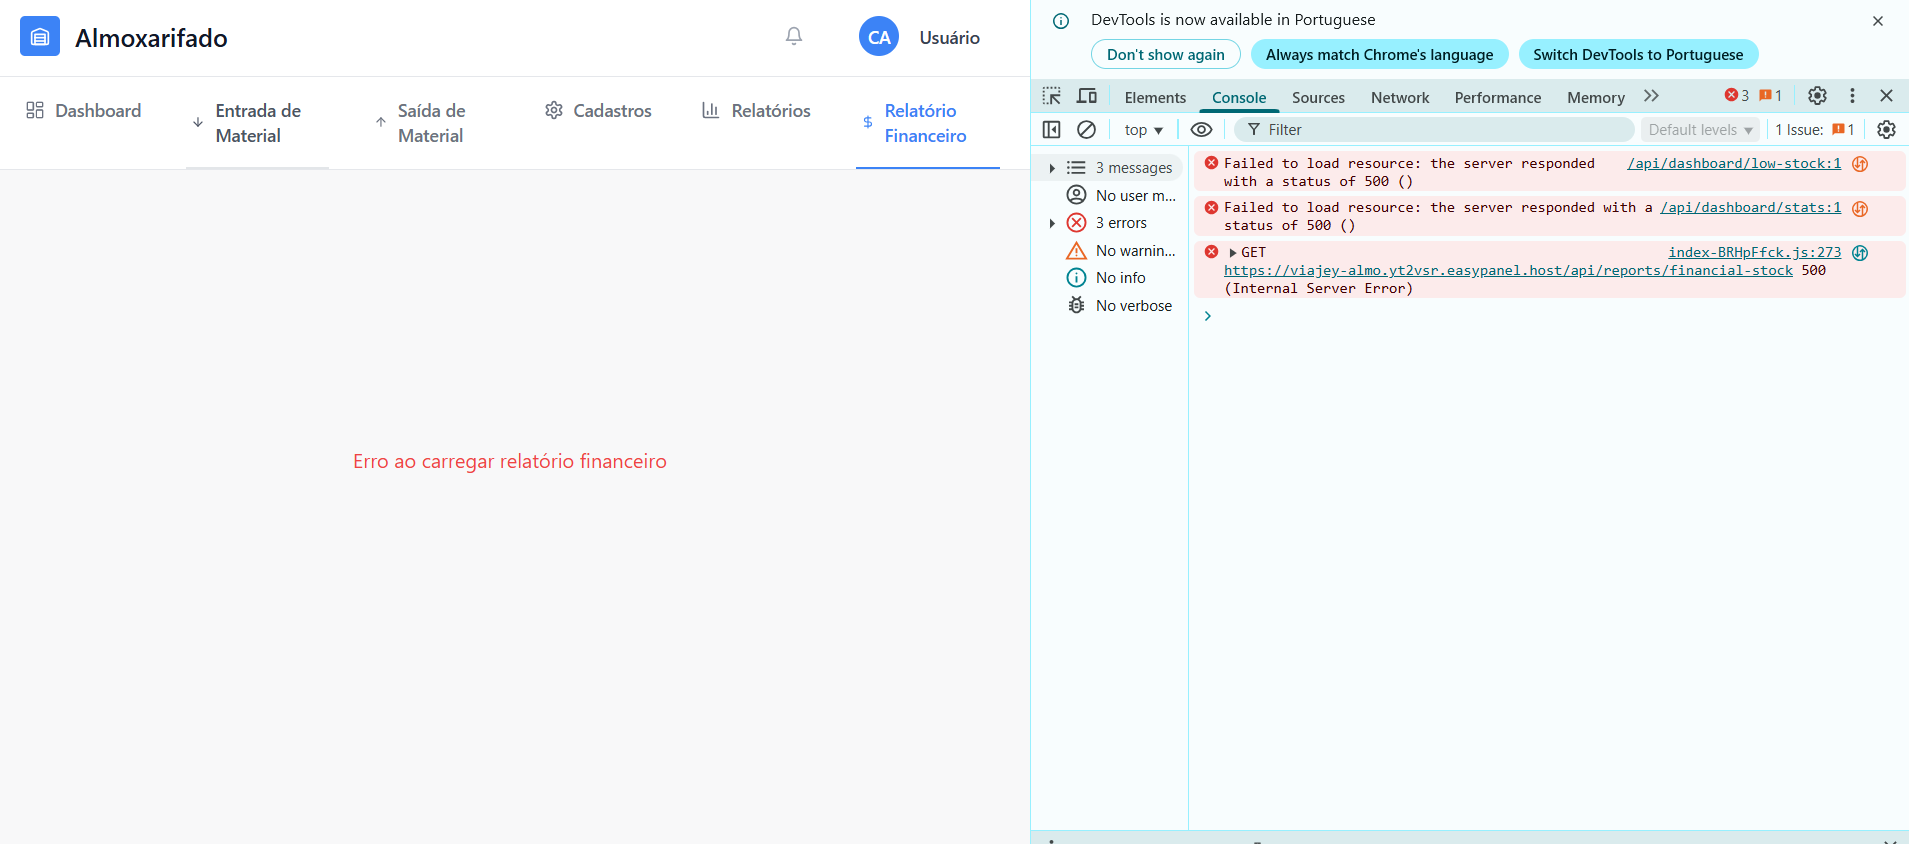 Almoxarifado
CA
Usuário
Dashboard
Entrada de
Material
Saída de
Material
Cadastros
Relatórios
$
Relatório
Financeiro
Erro ao carregar relatório financeiro
DevTools is now available in Portuguese
Don't show again
Always match Chrome's language
Switch DevTools to Portuguese
Elements
Console
Sources
Network
Performance
Memory
3
1
top
Filter
Default levels
1 Issue:
1
3 messages
No user m...
3 errors
No warnin...
No info
No verbose
Failed to load resource: the server responded /api/dashboard/low-stock:1
with a status of 500 ()
Failed to load resource: the server responded with a /api/dashboard/stats:1
status of 500 ()
GET index-BRHpFfck.js:273
https://viajey-almo.yt2vsr.easypanel.host/api/reports/financial-stock 500
(Internal Server Error)